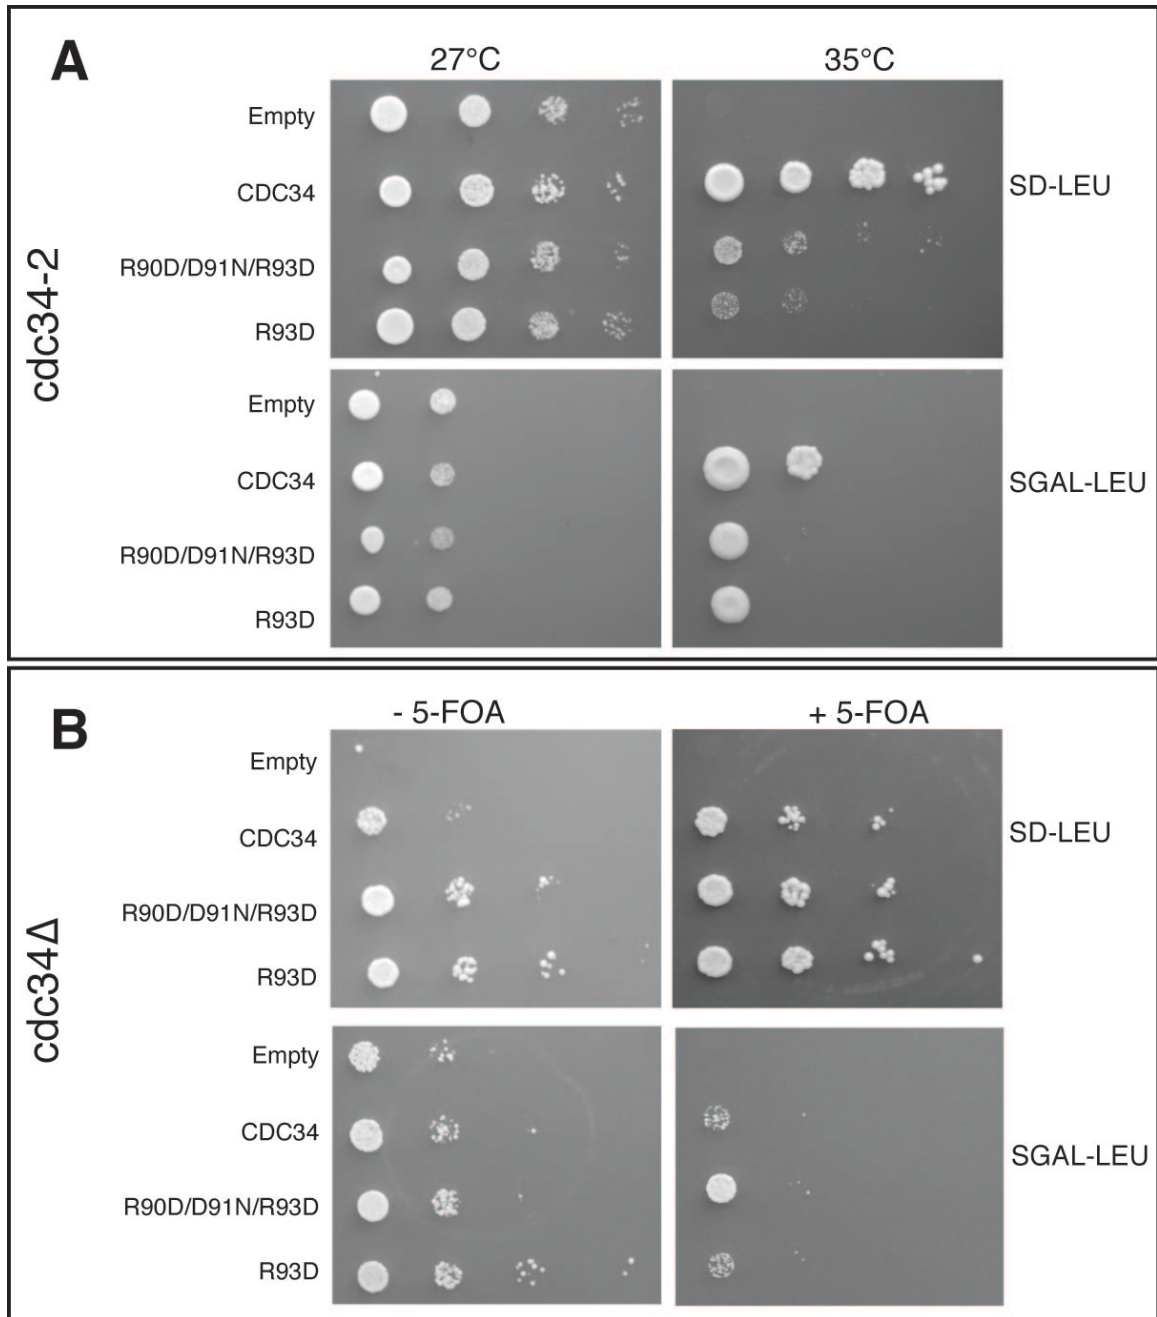 A
27°C
35°C
cdc34-2
Empty
CDC34
R90D/D91N/R93D
R93D
SD-LEU
Empty
CDC34
R90D/D91N/R93D
R93D
SGAL-LEU
B
- 5-FOA
+ 5-FOA
cdc34Δ
Empty
CDC34
R90D/D91N/R93D
R93D
SD-LEU
Empty
CDC34
R90D/D91N/R93D
R93D
SGAL-LEU